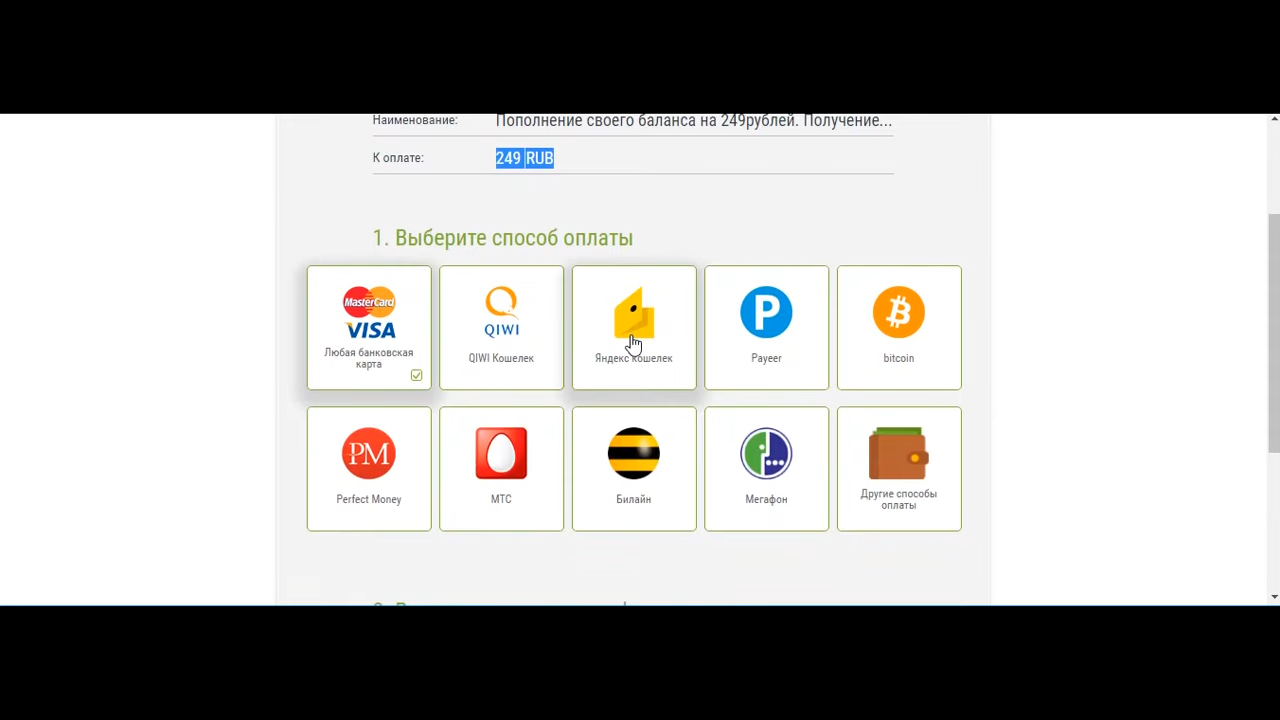 Наименование: Пополнение своего баланса на 249рублей. Получение...
К оплате: 249 RUB
1. Выберите способ оплаты
MasterCard
VISA
Любая банковская
карта
QIWI
QIWI Кошелек
Яндекс кошелек
P
Payeer
bitcoin
PM
Perfect Money
МТС
Билайн
Мегафон
Другие способы
оплаты